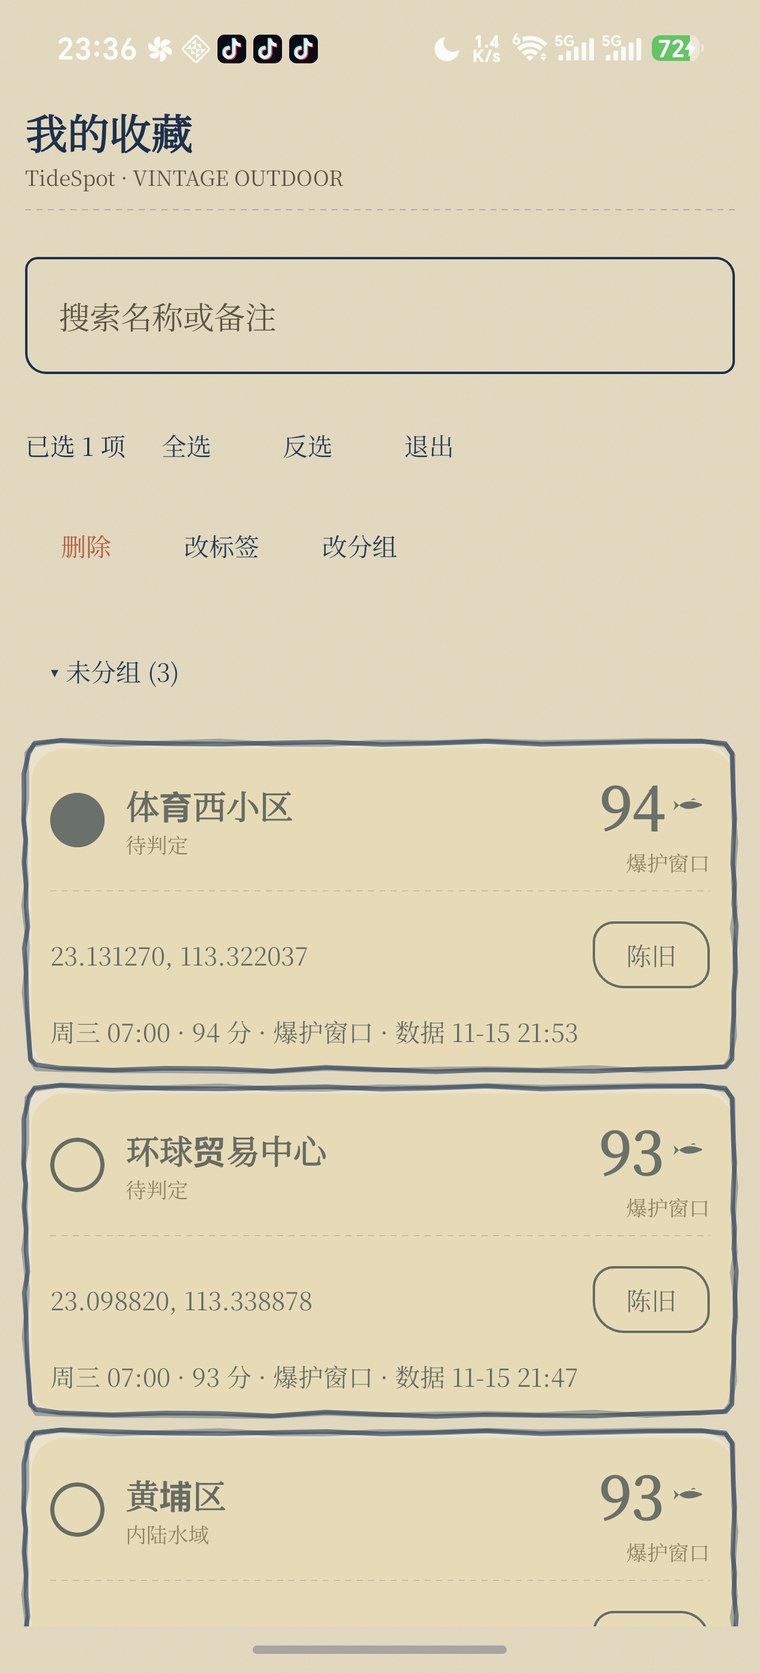 23:36 1.4 K/s 6 5G 5G 72
我的收藏
TideSpot · VINTAGE OUTDOOR
搜索名称或备注
已选 1 项 全选 反选 退出
删除 改标签 改分组
▾ 未分组 (3)
体育西小区 94
待判定 爆护窗口
23.131270, 113.322037 陈旧
周三 07:00 · 94 分 · 爆护窗口 · 数据 11-15 21:53
环球贸易中心 93
待判定 爆护窗口
23.098820, 113.338878 陈旧
周三 07:00 · 93 分 · 爆护窗口 · 数据 11-15 21:47
黄埔区 93
内陆水域 爆护窗口